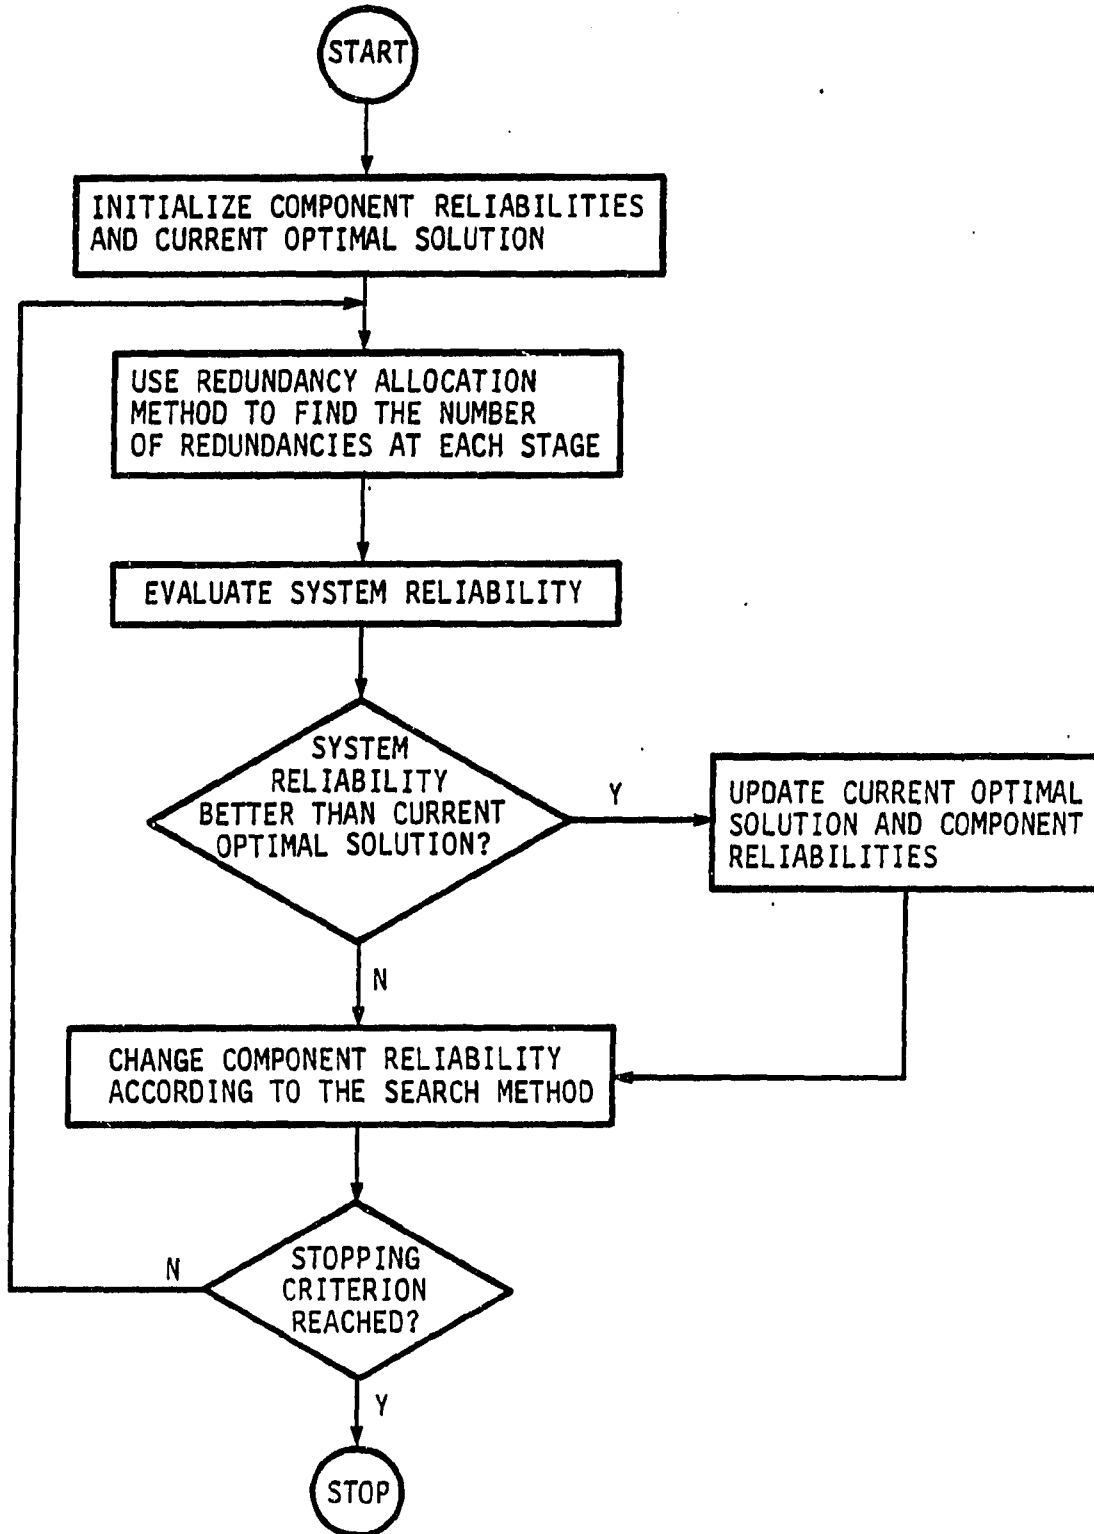 START
INITIALIZE COMPONENT RELIABILITIES
AND CURRENT OPTIMAL SOLUTION
USE REDUNDANCY ALLOCATION
METHOD TO FIND THE NUMBER
OF REDUNDANCIES AT EACH STAGE
EVALUATE SYSTEM RELIABILITY
SYSTEM
RELIABILITY
BETTER THAN CURRENT
OPTIMAL SOLUTION?
Y
UPDATE CURRENT OPTIMAL
SOLUTION AND COMPONENT
RELIABILITIES
N
CHANGE COMPONENT RELIABILITY
ACCORDING TO THE SEARCH METHOD
N
STOPPING
CRITERION
REACHED?
Y
STOP